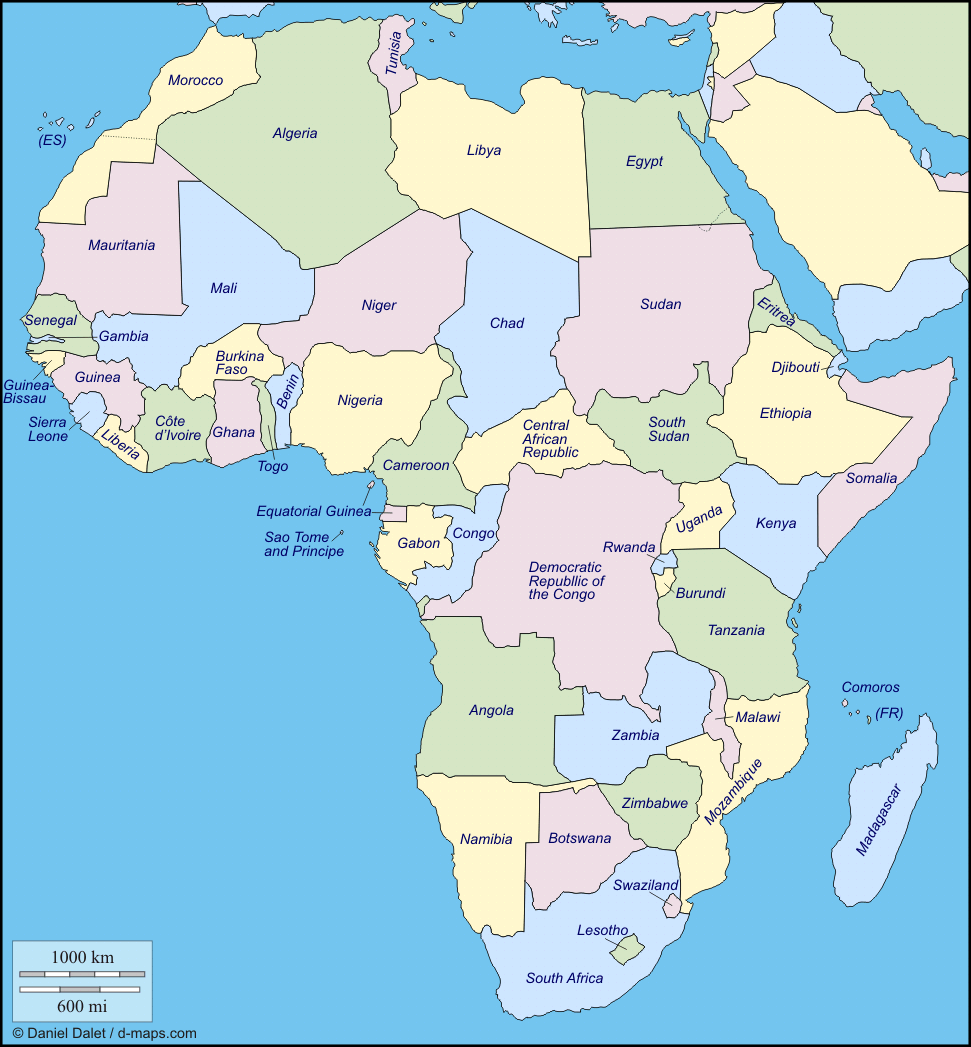 Tunisia
Morocco
Algeria
(ES)
Libya
Egypt
Mauritania
Mali
Niger
Chad
Sudan
Eritrea
Senegal
Gambia
Burkina
Faso
Djibouti
Guinea
Guinea-
Bissau
Benin
Nigeria
Ethiopia
Sierra
Leone
Liberia
Côte
d'Ivoire
Ghana
Togo
Central
African
Republic
South
Sudan
Cameroon
Somalia
Equatorial Guinea
Sao Tome
and Principe
Gabon
Congo
Uganda
Kenya
Rwanda
Democratic
Republlic of
the Congo
Burundi
Tanzania
Comoros
(FR)
Angola
Malawi
Zambia
Mozambique
Madagascar
Zimbabwe
Namibia
Botswana
Swaziland
Lesotho
South Africa
1000 km
600 mi
© Daniel Dalet / d-maps.com